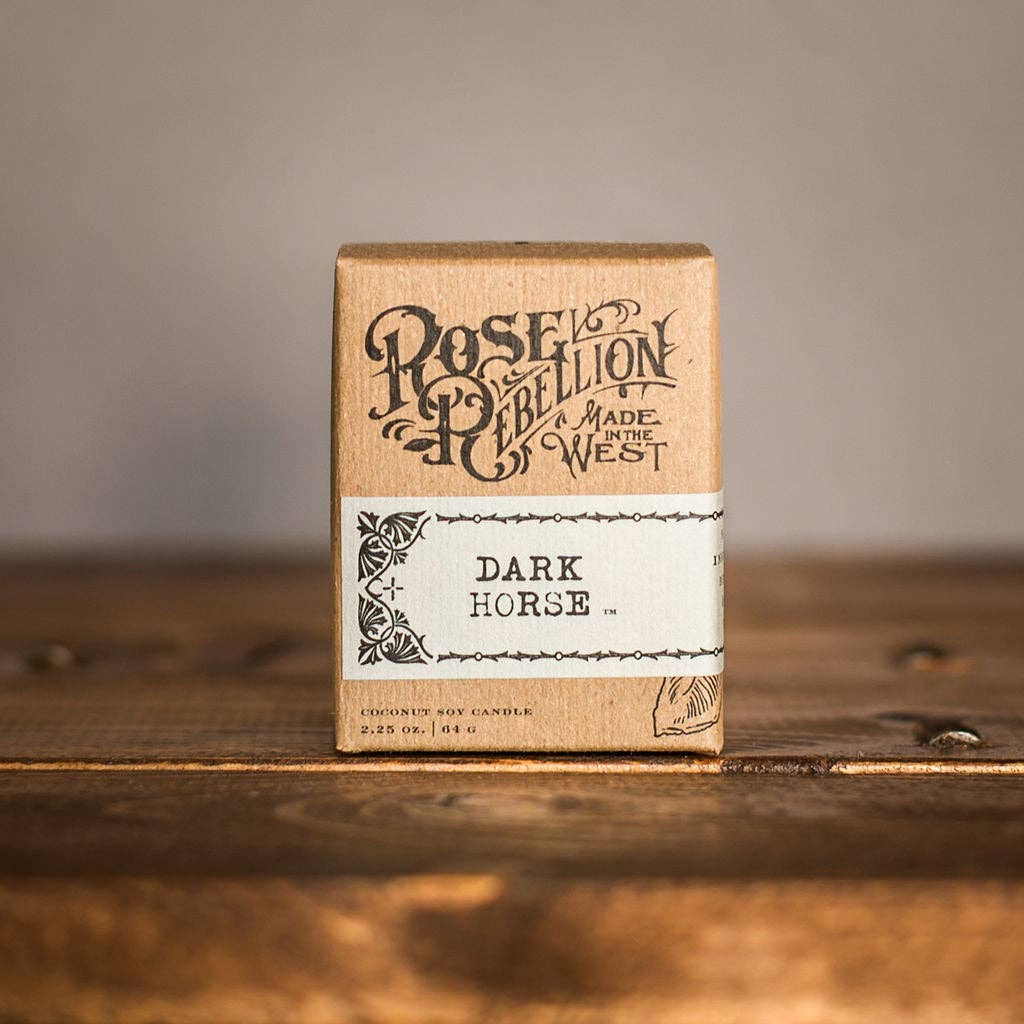 ROSE
REBELLION
MADE
IN THE
WEST
DARK
HORSE ™
COCONUT SOY CANDLE
2.25 OZ. | 64 G